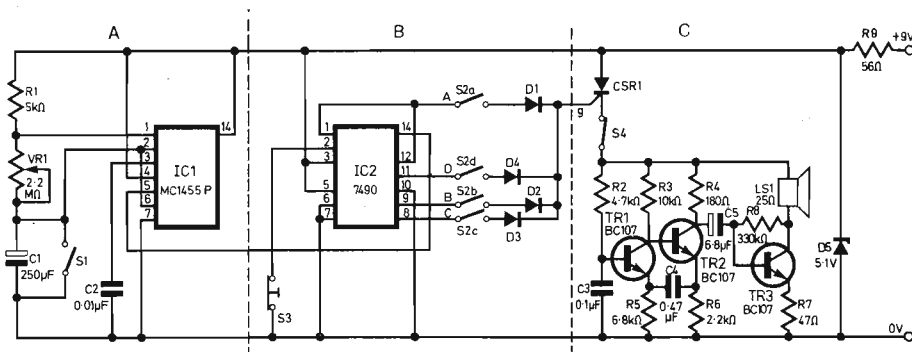 A
B
C
R9
56Ω
+9V
R1
5kΩ
VR1
2·2
MΩ
C1
250µF
S1
C2
0·01µF
1
2
3
4
5
6
7
14
IC1
MC1455P
S3
1
2
3
5
6
7
14
12
11
10
9
8
IC2
7490
A
S2a
D1
D
S2d
D4
B
S2b
D2
C
S2c
D3
g
CSR1
S4
R2
4·7kΩ
R3
10kΩ
R4
180Ω
LS1
25Ω
TR1
BC107
C5
6·8µF
R8
330kΩ
TR2
BC107
C4
0·47
µF
C3
0·1µF
R5
6·8kΩ
R6
2·2kΩ
TR3
BC107
R7
47Ω
D5
5·1V
0V